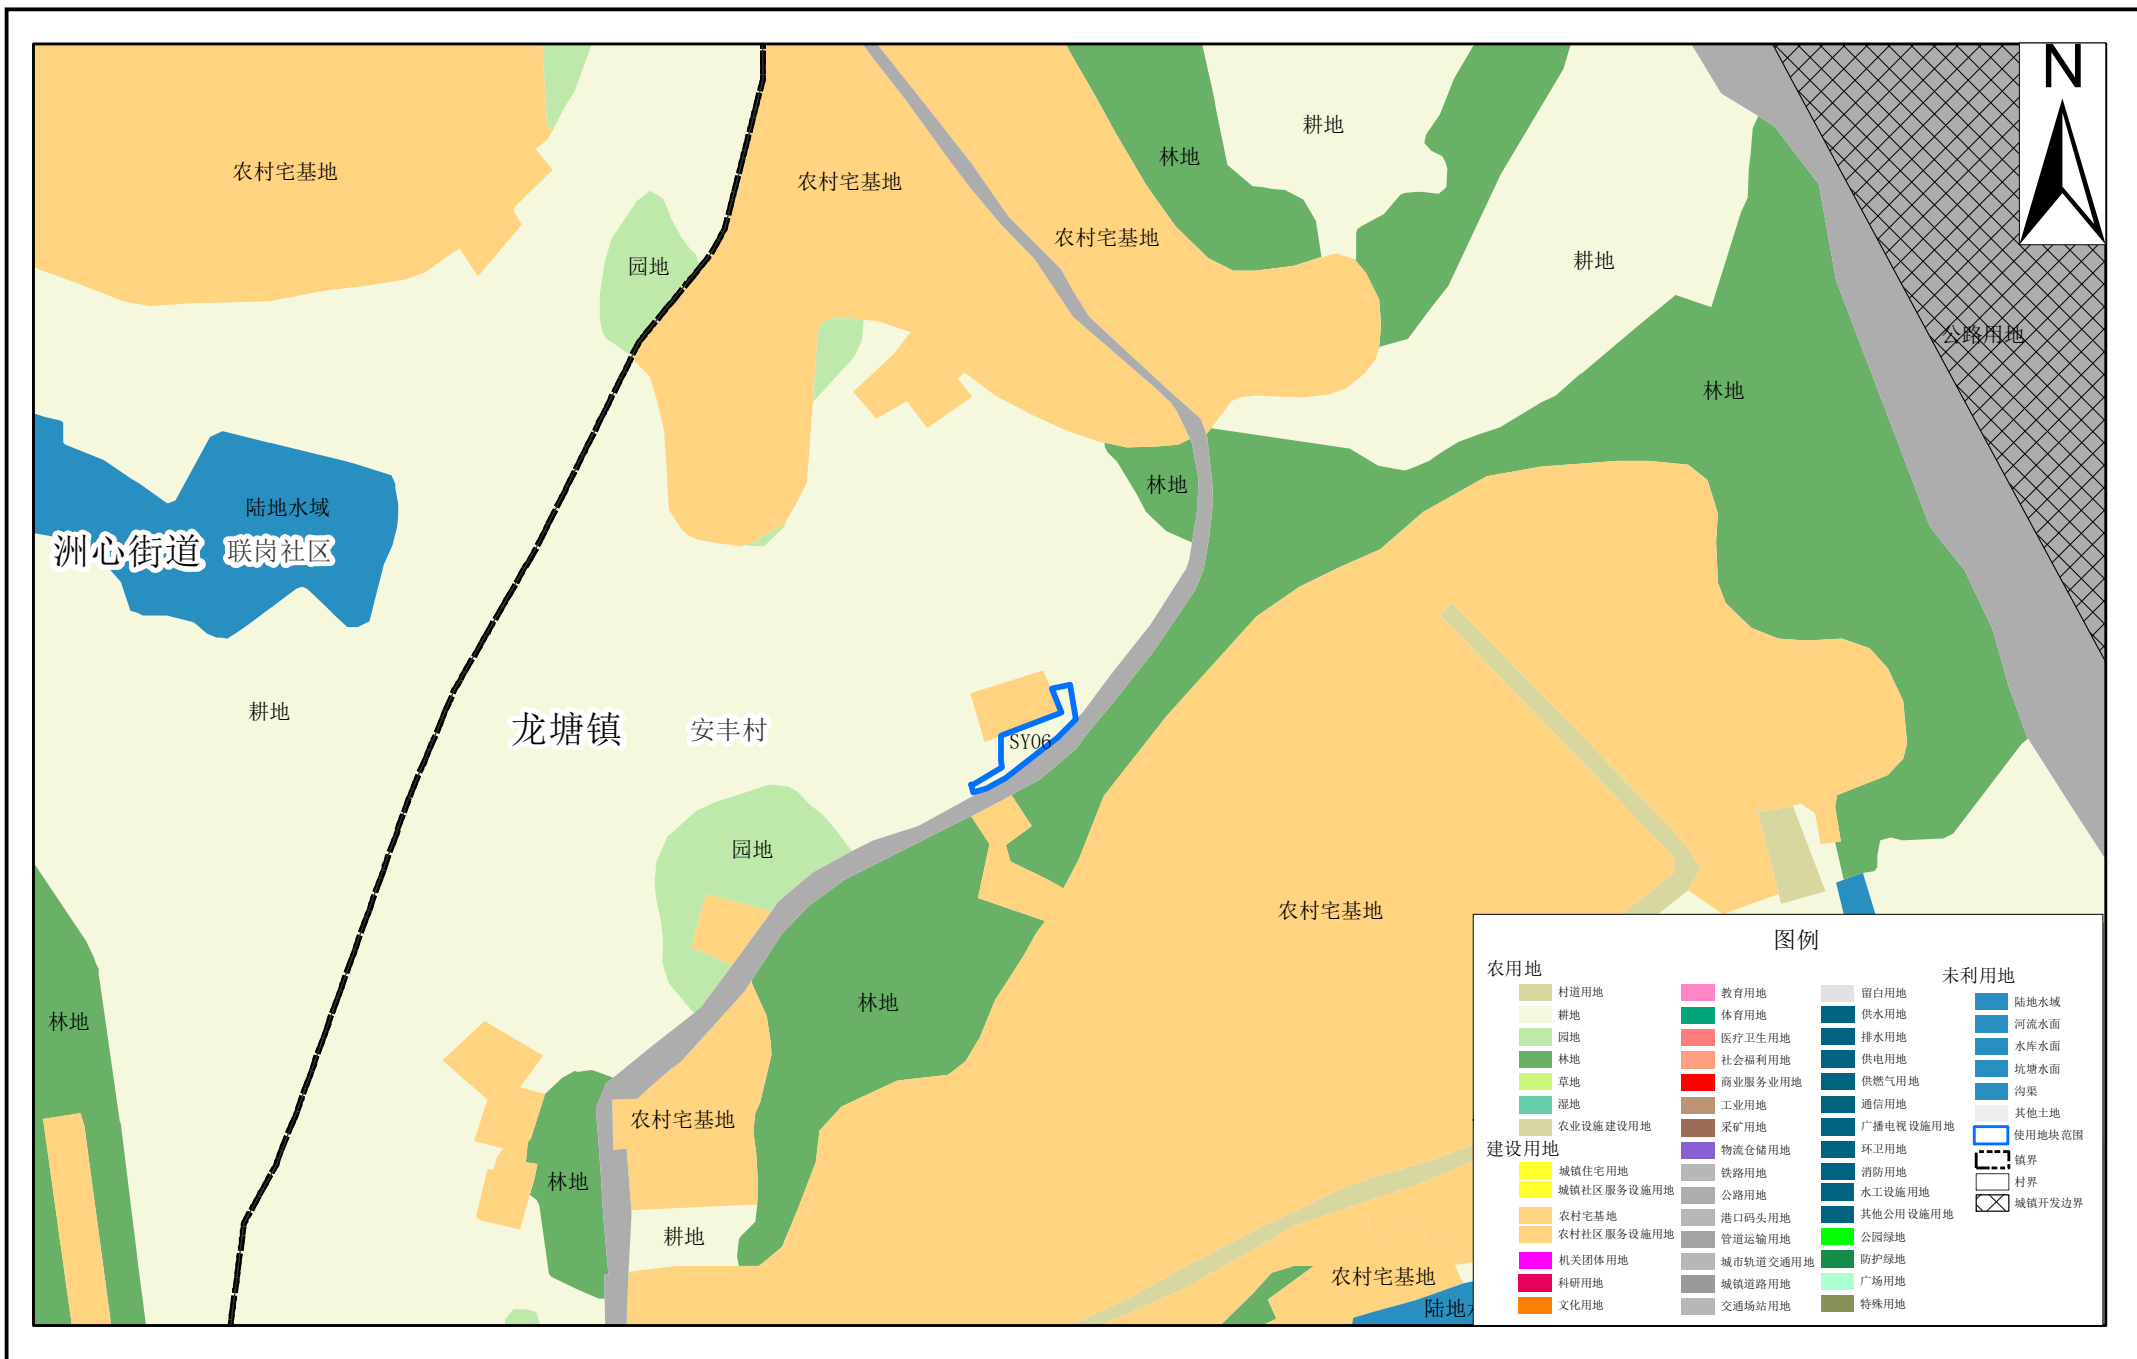 N
耕地
林地
农村宅基地
农村宅基地
农村宅基地
耕地
园地
公路用地
林地
林地
陆地水域
洲心街道
联岗社区
耕地
龙塘镇
安丰村
SY06
园地
农村宅基地
林地
林地
农村宅基地
林地
耕地
农村宅基地
陆地
图例
农用地
村道用地
耕地
园地
林地
草地
湿地
农业设施建设用地
建设用地
城镇住宅用地
城镇社区服务设施用地
农村宅基地
农村社区服务设施用地
机关团体用地
科研用地
文化用地
教育用地
体育用地
医疗卫生用地
社会福利用地
商业服务业用地
工业用地
采矿用地
物流仓储用地
铁路用地
公路用地
港口码头用地
管道运输用地
城市轨道交通用地
城镇道路用地
交通场站用地
留白用地
供水用地
排水用地
供电用地
供燃气用地
通信用地
广播电视设施用地
环卫用地
消防用地
水工设施用地
其他公用设施用地
公园绿地
防护绿地
广场用地
特殊用地
未利用地
陆地水域
河流水面
水库水面
坑塘水面
沟渠
其他土地
使用地块范围
镇界
村界
城镇开发边界